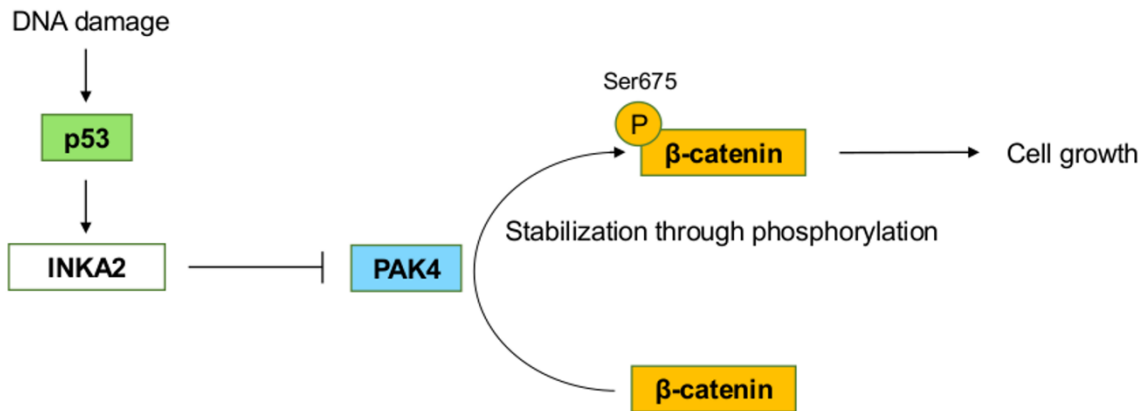 DNA damage
p53
INKA2
PAK4
Ser675
P
β-catenin
Cell growth
Stabilization through phosphorylation
β-catenin